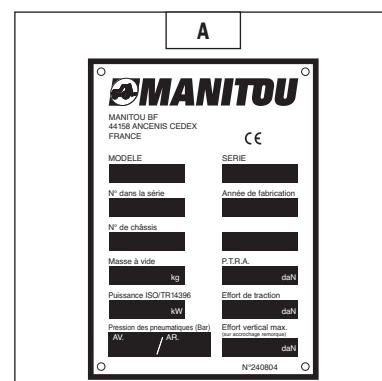 A
MANITOU
MANITOU BF
44158 ANCENIS CEDEX
FRANCE
CE
MODELE
SERIE
N° dans la série
Année de fabrication
N° de châssis
Masse à vide
P.T.R.A.
kg
daN
Puissance ISO/TR14396
Effort de traction
kW
daN
Pression des pneumatiques (Bar)
Effort vertical max.
(sur accrochage remorque)
AV. / AR.
daN
N°240804